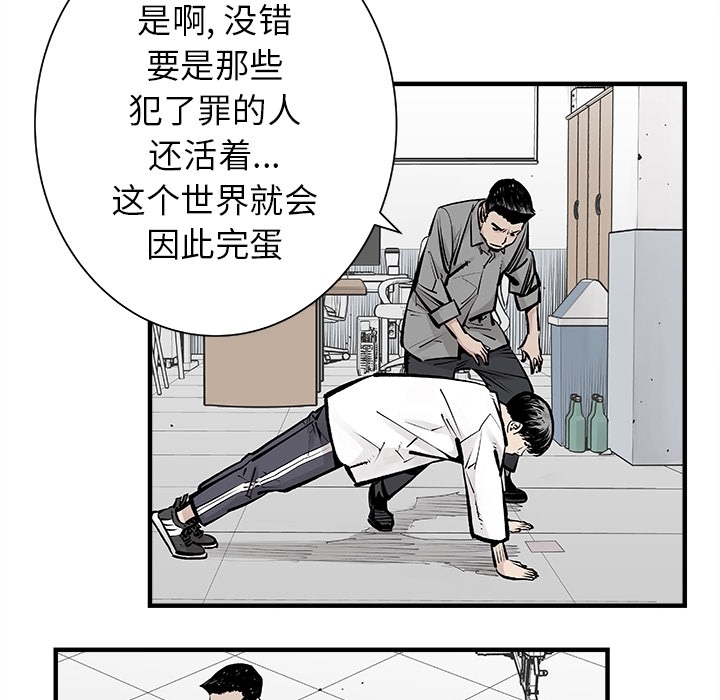 是啊, 没错
要是那些
犯了罪的人
还活着...
这个世界就会
因此完蛋